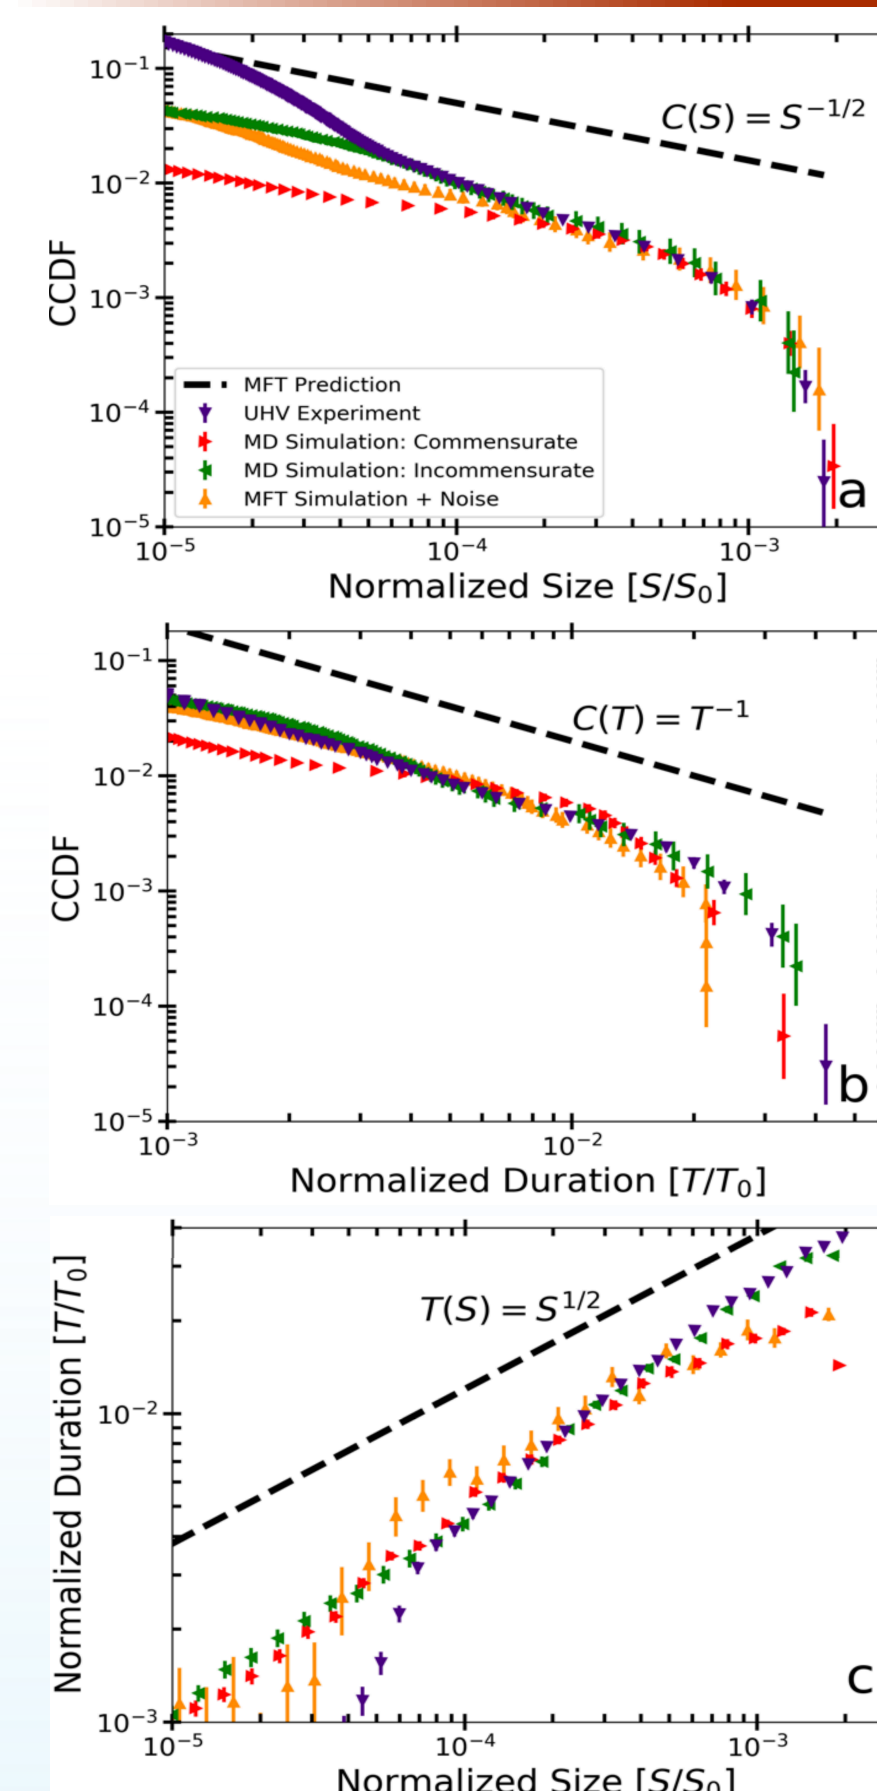 10⁻¹
C(S) = S^{-1/2}
10⁻²
CCDF
10⁻³
MFT Prediction
10⁻⁴
UHV Experiment
MD Simulation: Commensurate
MD Simulation: Incommensurate
MFT Simulation + Noise
a
10⁻⁵
10⁻⁵ 10⁻⁴ 10⁻³
Normalized Size [S/S₀]
10⁻¹
C(T) = T⁻¹
10⁻²
CCDF
10⁻³
10⁻⁴
b
10⁻⁵
10⁻³ 10⁻²
Normalized Duration [T/T₀]
Normalized Duration [T/T₀]
T(S) = S^{1/2}
10⁻²
c
10⁻³
10⁻⁵ 10⁻⁴ 10⁻³
Normalized Size [S/S₀]